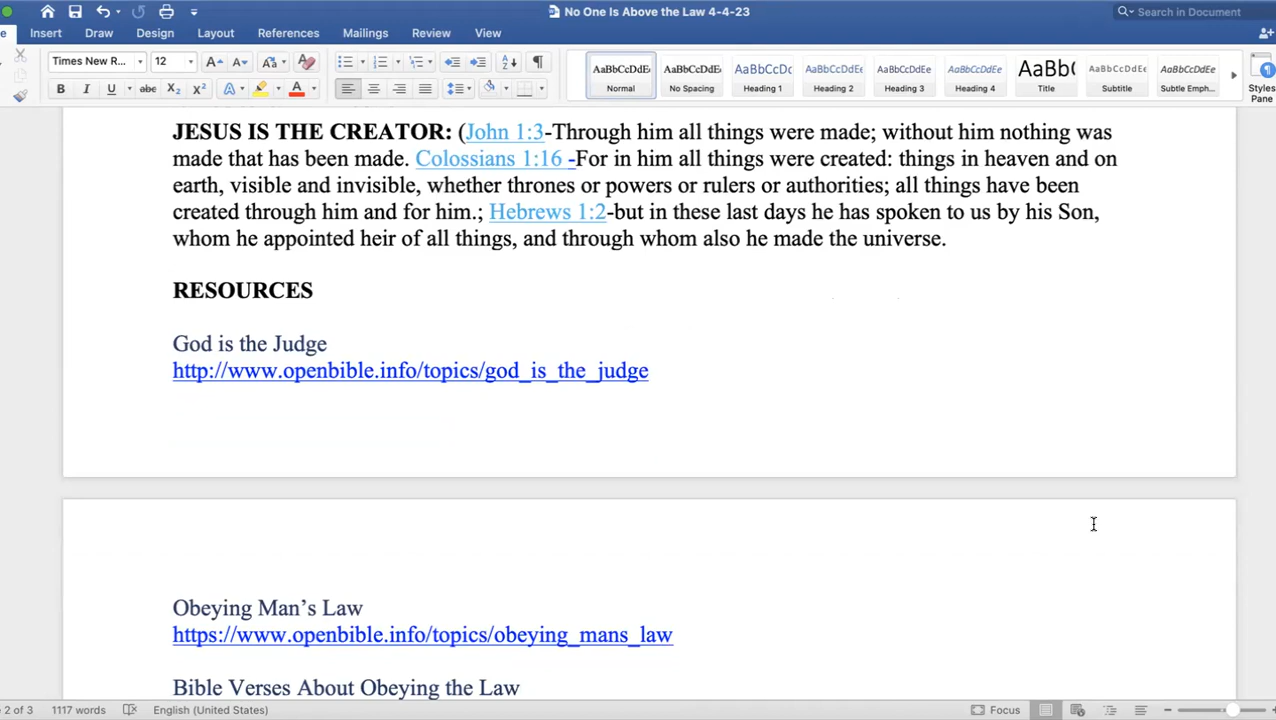 No One Is Above the Law 4-4-23
Search in Document
Insert Draw Design Layout References Mailings Review View
Times New R... 12
AaBbCcDdEe AaBbCcDdEe AaBbCcDc AaBbCcDdEe AaBbCcDdEe AaBbCcDdEe AaBb( AaBbCcDdEe AaBbCcDdEe
Normal No Spacing Heading 1 Heading 2 Heading 3 Heading 4 Title Subtitle Subtle Emph...
Styles
Pane
JESUS IS THE CREATOR: (John 1:3-Through him all things were made; without him nothing was
made that has been made. Colossians 1:16 -For in him all things were created: things in heaven and on
earth, visible and invisible, whether thrones or powers or rulers or authorities; all things have been
created through him and for him.; Hebrews 1:2-but in these last days he has spoken to us by his Son,
whom he appointed heir of all things, and through whom also he made the universe.
RESOURCES
God is the Judge
http://www.openbible.info/topics/god_is_the_judge
Obeying Man’s Law
https://www.openbible.info/topics/obeying_mans_law
Bible Verses About Obeying the Law
2 of 3 1117 words English (United States) Focus